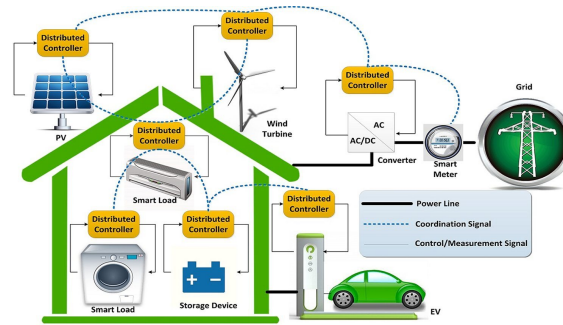 Distributed
Controller
PV
Distributed
Controller
Wind
Turbine
Distributed
Controller
AC
AC/DC
Converter
Smart
Meter
Grid
Distributed
Controller
Smart Load
Distributed
Controller
Smart Load
Distributed
Controller
Storage Device
Distributed
Controller
EV
Power Line
Coordination Signal
Control/Measurement Signal